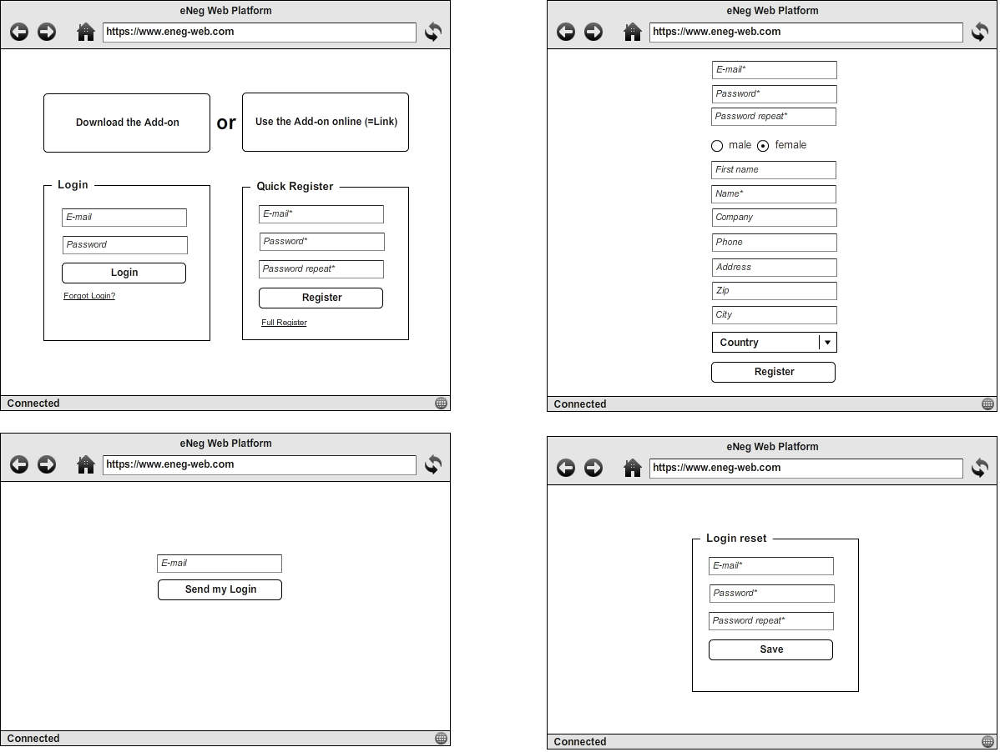 eNeg Web Platform
https://www.eneg-web.com
Download the Add-on
or
Use the Add-on online (=Link)
Login
E-mail
Password
Login
Forgot Login?
Quick Register
E-mail*
Password*
Password repeat*
Register
Full Register
Connected
eNeg Web Platform
https://www.eneg-web.com
E-mail*
Password*
Password repeat*
male female
First name
Name*
Company
Phone
Address
Zip
City
Country
Register
Connected
eNeg Web Platform
https://www.eneg-web.com
E-mail
Send my Login
Connected
eNeg Web Platform
https://www.eneg-web.com
Login reset
E-mail*
Password*
Password repeat*
Save
Connected